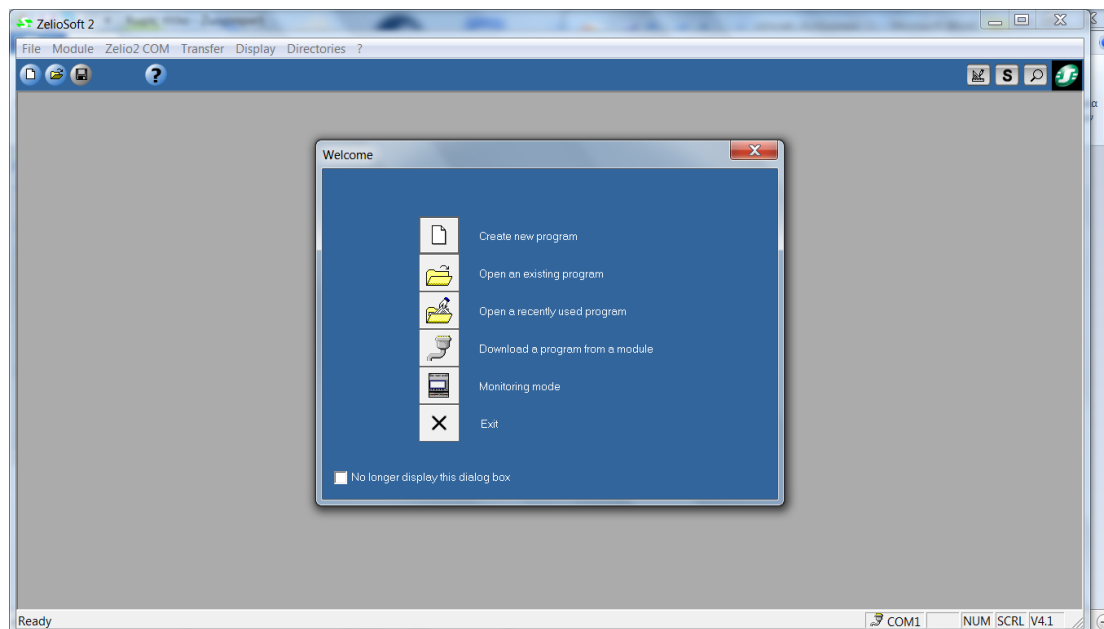 ZelioSoft 2
File Module Zelio2 COM Transfer Display Directories ?
?
S
Welcome
Create new program
Open an existing program
Open a recently used program
Download a program from a module
Monitoring mode
Exit
No longer display this dialog box
Ready COM1 NUM SCRL V4.1